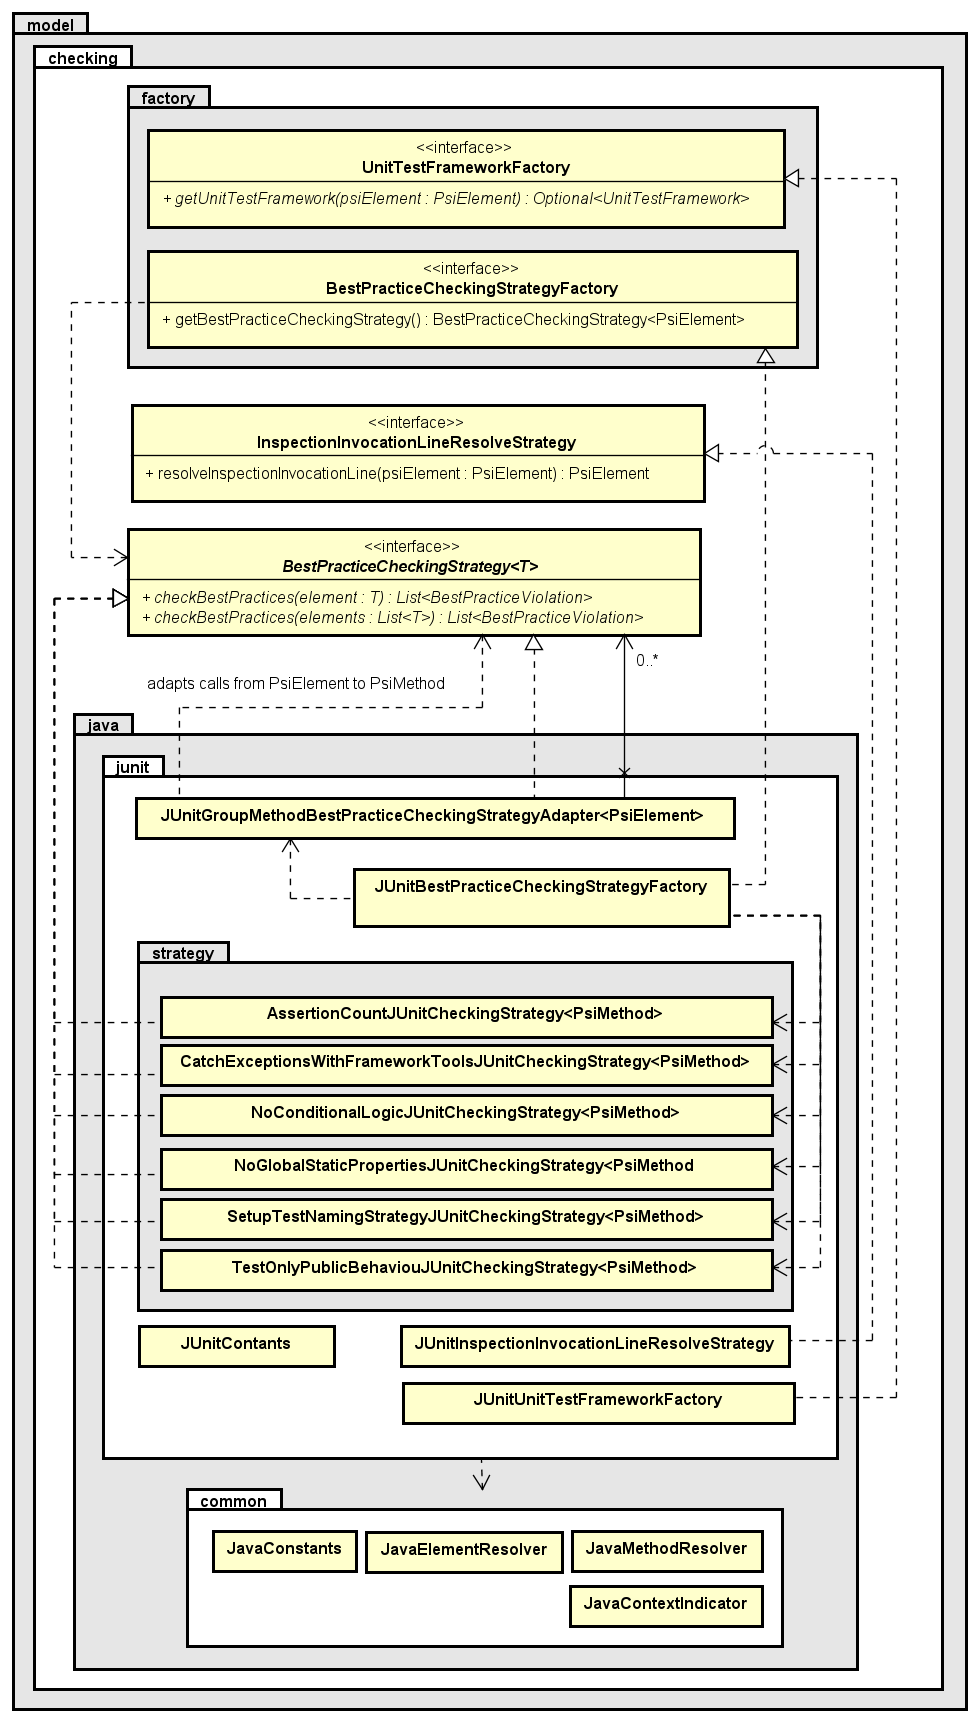 model
checking
factory
<<interface>>
UnitTestFrameworkFactory
+ getUnitTestFramework(psiElement : PsiElement) : Optional<UnitTestFramework>
<<interface>>
BestPracticeCheckingStrategyFactory
+ getBestPracticeCheckingStrategy() : BestPracticeCheckingStrategy<PsiElement>
<<interface>>
InspectionInvocationLineResolveStrategy
+ resolveInspectionInvocationLine(psiElement : PsiElement) : PsiElement
<<interface>>
BestPracticeCheckingStrategy<T>
+ checkBestPractices(element : T) : List<BestPracticeViolation>
+ checkBestPractices(elements : List<T>) : List<BestPracticeViolation>
0..*
adapts calls from PsiElement to PsiMethod
java
junit
JUnitGroupMethodBestPracticeCheckingStrategyAdapter<PsiElement>
JUnitBestPracticeCheckingStrategyFactory
strategy
AssertionCountJUnitCheckingStrategy<PsiMethod>
CatchExceptionsWithFrameworkToolsJUnitCheckingStrategy<PsiMethod>
NoConditionalLogicJUnitCheckingStrategy<PsiMethod>
NoGlobalStaticPropertiesJUnitCheckingStrategy<PsiMethod
SetupTestNamingStrategyJUnitCheckingStrategy<PsiMethod>
TestOnlyPublicBehaviouJUnitCheckingStrategy<PsiMethod>
JUnitContants
JUnitInspectionInvocationLineResolveStrategy
JUnitUnitTestFrameworkFactory
common
JavaConstants
JavaElementResolver
JavaMethodResolver
JavaContextIndicator